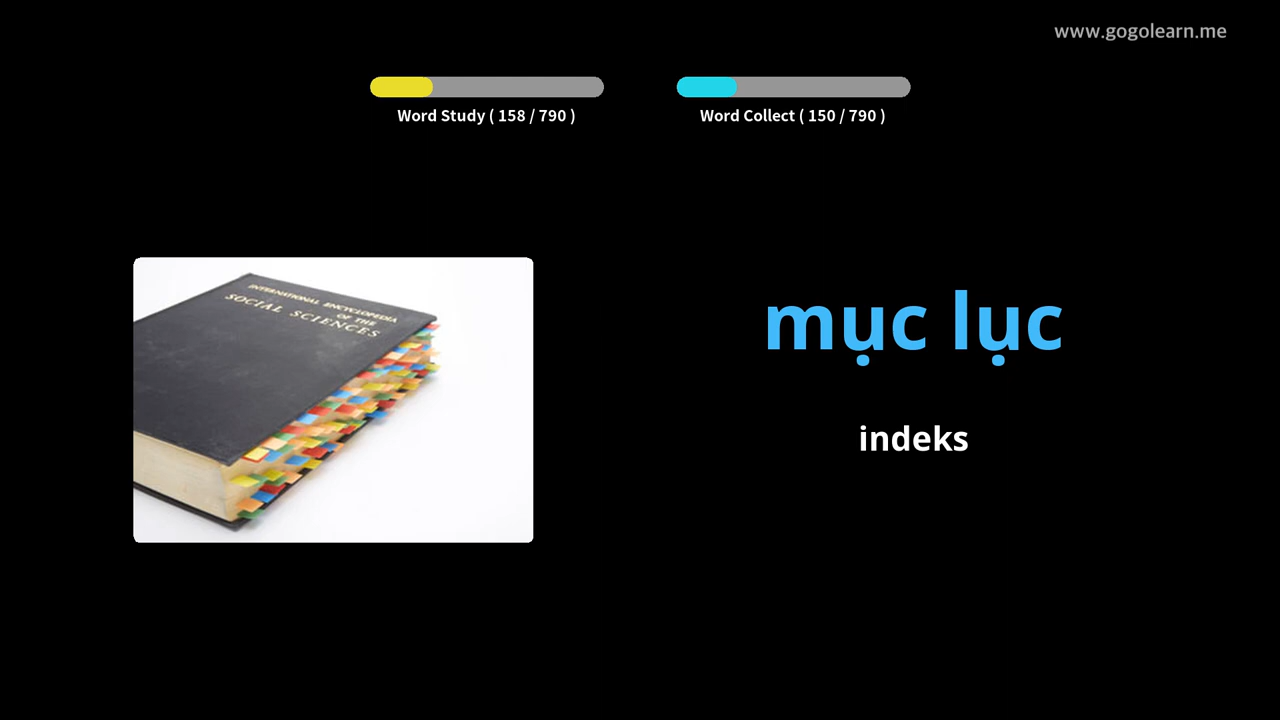 www.gogolearn.me
Word Study ( 158 / 790 )
Word Collect ( 150 / 790 )
INTERNATIONAL ENCYCLOPEDIA
OF THE
SOCIAL SCIENCES
mục lục
indeks